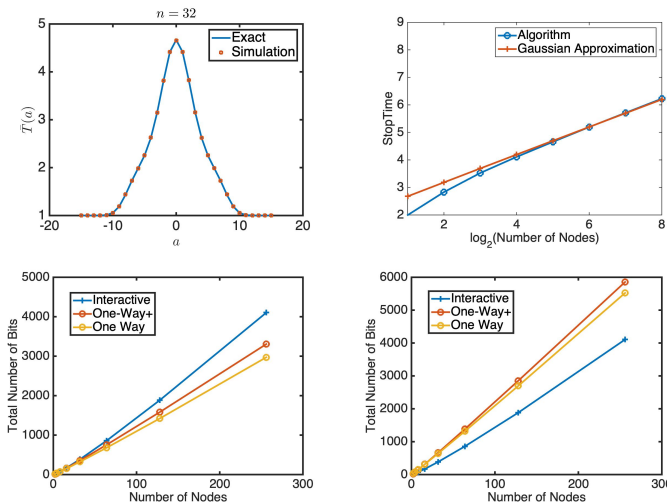 n = 32
Exact
Simulation
T̄(a)
5
4
3
2
1
-20
-10
0
10
20
a
Algorithm
Gaussian Approximation
StopTime
9
8
7
6
5
4
3
2
2
4
6
8
log2(Number of Nodes)
Interactive
One-Way+
One Way
Total Number of Bits
5000
4000
3000
2000
1000
0
0
100
200
300
Number of Nodes
Interactive
One-Way+
One Way
Total Number of Bits
6000
5000
4000
3000
2000
1000
0
0
100
200
300
Number of Nodes